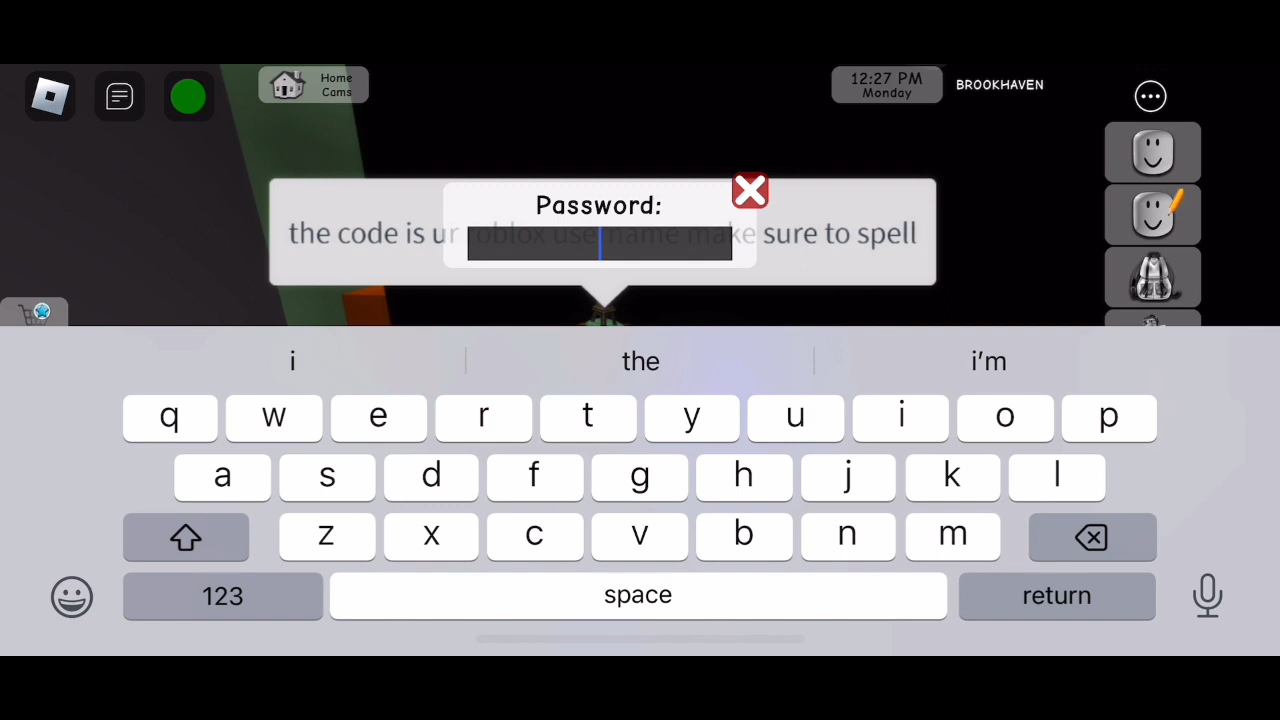 Home
Cams
12:27 PM
Monday
BROOKHAVEN
Password:
the code is ur roblox username make sure to spell
i the i'm
q w e r t y u i o p
a s d f g h j k l
z x c v b n m
123 space return